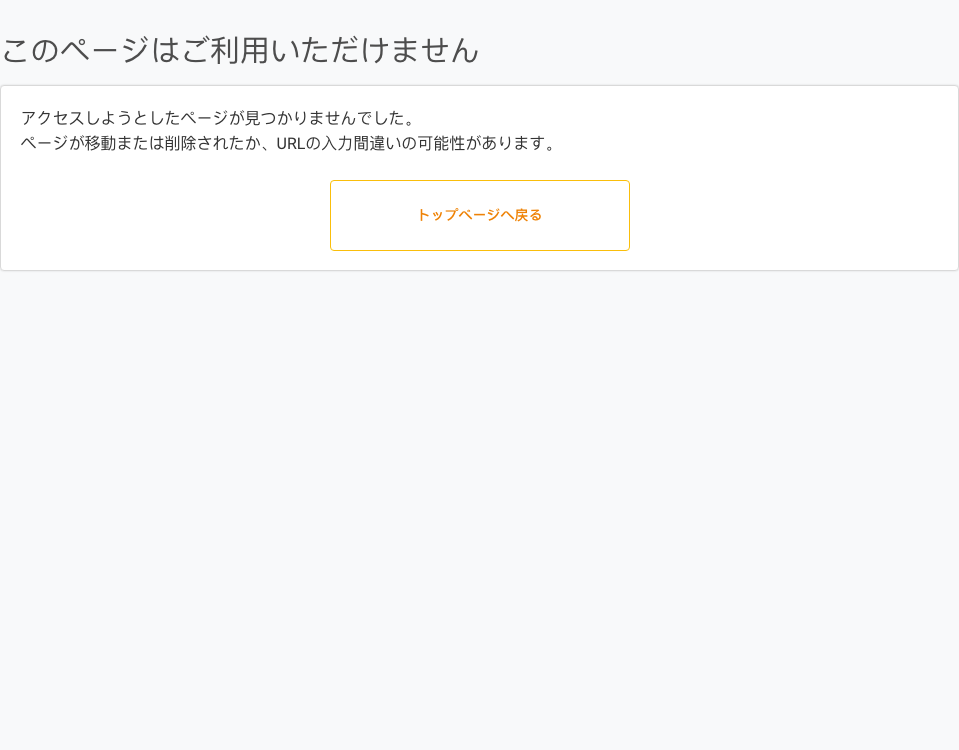 このページはご利用いただけません
アクセスしようとしたページが見つかりませんでした。
ページが移動または削除されたか、URLの入力間違いの可能性があります。
トップページへ戻る